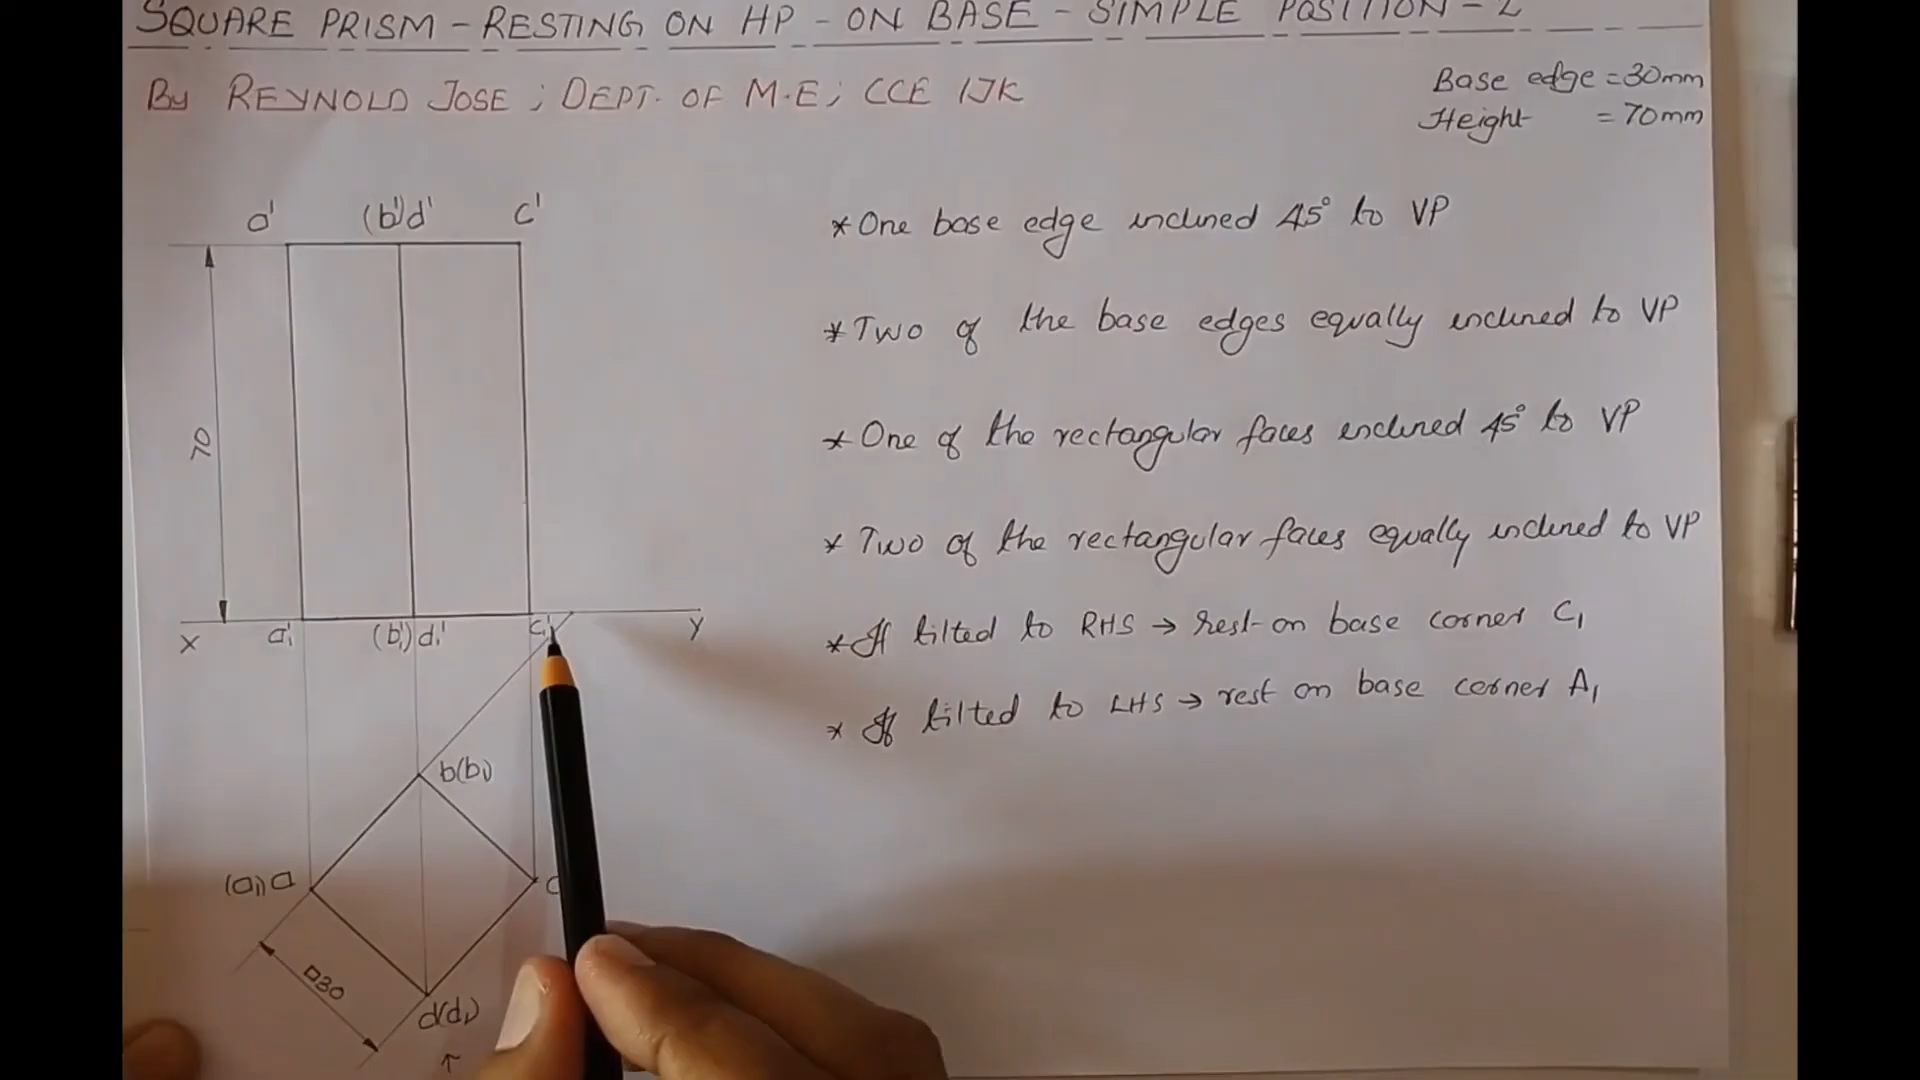 SQUARE PRISM - RESTING ON HP - ON BASE - SIMPLE POSITION - 2
By REYNOLD JOSE ; DEPT. OF M.E ; CCE IJK
Base edge = 30mm
Height = 70mm
a' (b')d' c'
* One base edge inclined 45° to VP
* Two of the base edges equally inclined to VP
* One of the rectangular faces inclined 45° to VP
70
* Two of the rectangular faces equally inclined to VP
X a₁' (b₁')d₁' c₁' Y
* If tilted to RHS → rest on base corner C₁
* If tilted to LHS → rest on base corner A₁
b(b₁)
(a₁)a c
□30
d(d₁)
↑